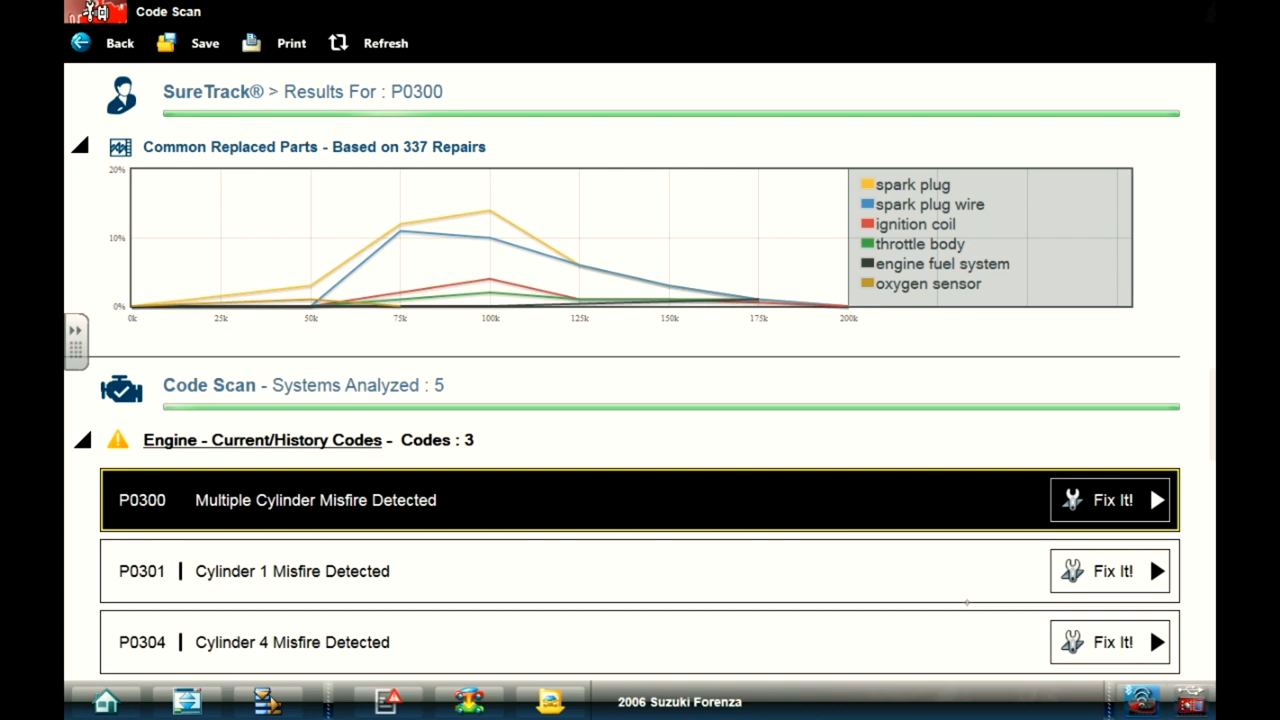 Code Scan
Back Save Print Refresh
SureTrack® > Results For : P0300
Common Replaced Parts - Based on 337 Repairs
20%
10%
0%
0k 25k 50k 75k 100k 125k 150k 175k 200k
spark plug
spark plug wire
ignition coil
throttle body
engine fuel system
oxygen sensor
Code Scan - Systems Analyzed : 5
Engine - Current/History Codes - Codes : 3
P0300 Multiple Cylinder Misfire Detected Fix It!
P0301 | Cylinder 1 Misfire Detected Fix It!
P0304 | Cylinder 4 Misfire Detected Fix It!
2006 Suzuki Forenza